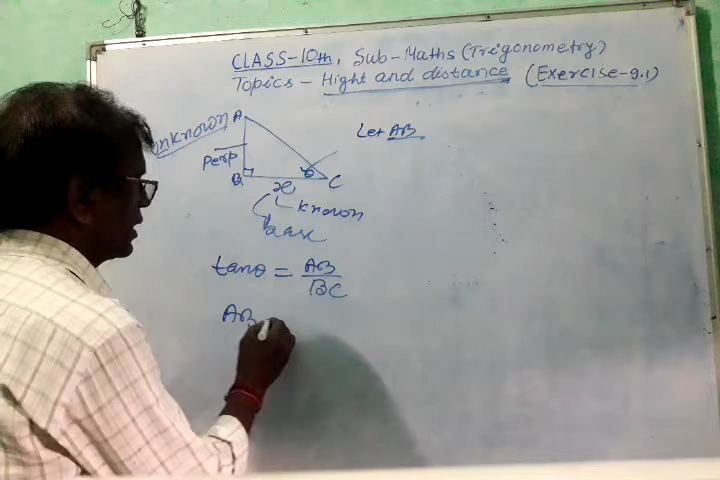 CLASS-10th, Sub-Maths (Trigonometry)
Topics - Hight and distance (Exercise-9.1)
unknown A
Let AB
Perp
B θ C
x
known
base
tanθ = AB
BC
AB